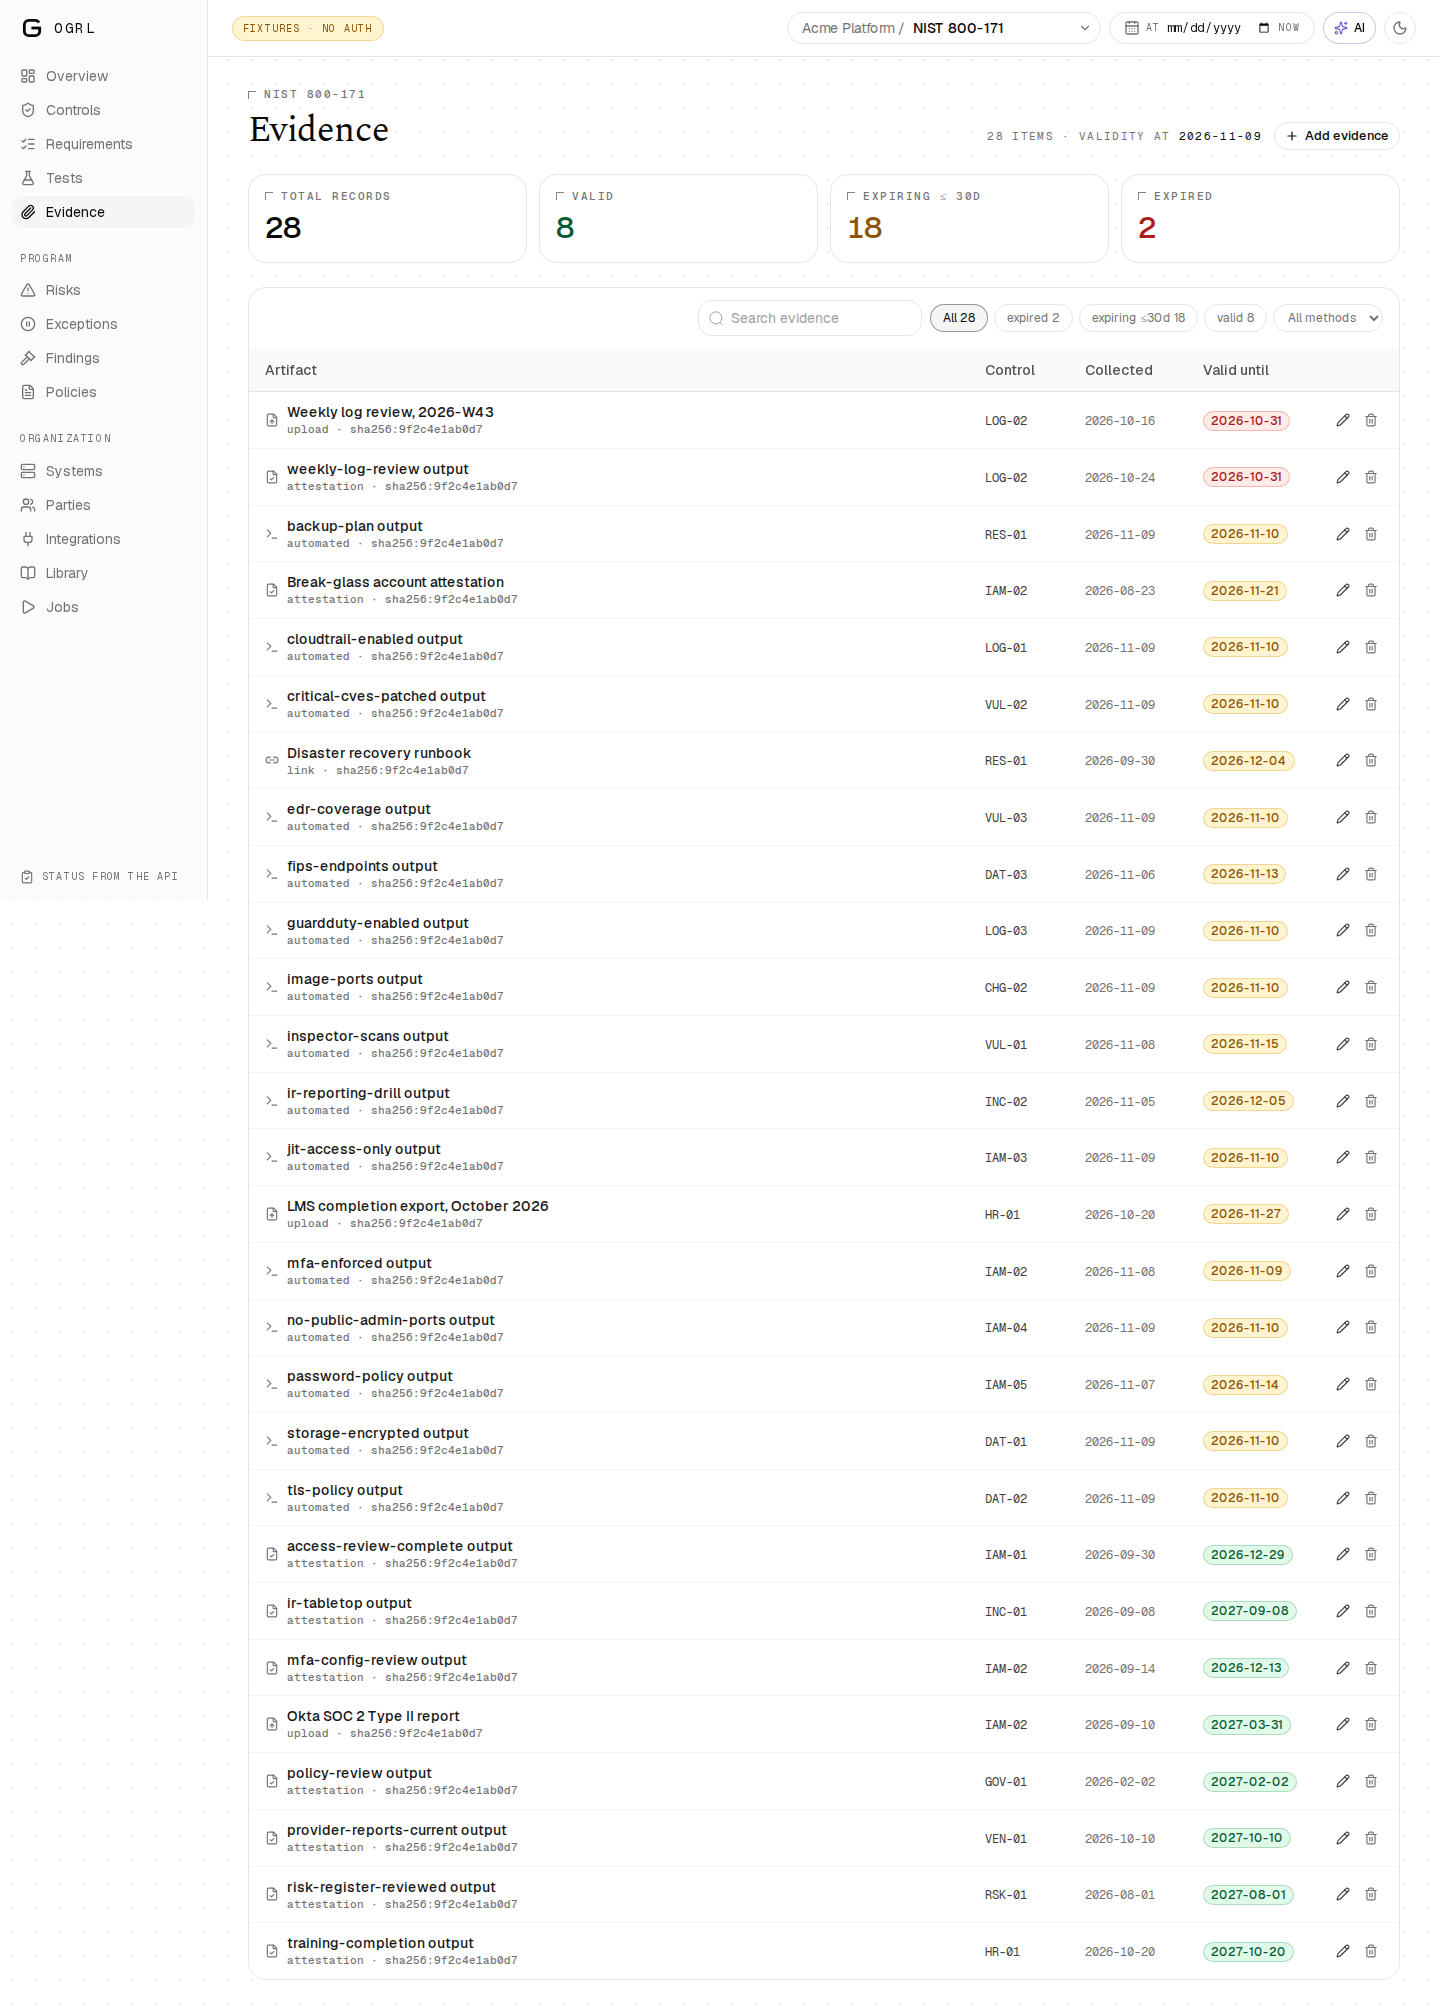 OGRL
FIXTURES · NO AUTH
Acme Platform / NIST 800-171
AT mm/dd/yyyy NOW
AI
Overview
Controls
Requirements
Tests
Evidence
PROGRAM
Risks
Exceptions
Findings
Policies
ORGANIZATION
Systems
Parties
Integrations
Library
Jobs
STATUS FROM THE API
NIST 800-171
Evidence
28 ITEMS · VALIDITY AT 2026-11-09
Add evidence
TOTAL RECORDS
28
VALID
8
EXPIRING ≤ 30D
18
EXPIRED
2
Search evidence
All 28
expired 2
expiring ≤30d 18
valid 8
All methods
Artifact Control Collected Valid until
Weekly log review, 2026-W43
upload · sha256:9f2c4e1ab0d7
LOG-02 2026-10-16 2026-10-31
weekly-log-review output
attestation · sha256:9f2c4e1ab0d7
LOG-02 2026-10-24 2026-10-31
backup-plan output
automated · sha256:9f2c4e1ab0d7
RES-01 2026-11-09 2026-11-10
Break-glass account attestation
attestation · sha256:9f2c4e1ab0d7
IAM-02 2026-08-23 2026-11-21
cloudtrail-enabled output
automated · sha256:9f2c4e1ab0d7
LOG-01 2026-11-09 2026-11-10
critical-cves-patched output
automated · sha256:9f2c4e1ab0d7
VUL-02 2026-11-09 2026-11-10
Disaster recovery runbook
link · sha256:9f2c4e1ab0d7
RES-01 2026-09-30 2026-12-04
edr-coverage output
automated · sha256:9f2c4e1ab0d7
VUL-03 2026-11-09 2026-11-10
fips-endpoints output
automated · sha256:9f2c4e1ab0d7
DAT-03 2026-11-06 2026-11-13
guardduty-enabled output
automated · sha256:9f2c4e1ab0d7
LOG-03 2026-11-09 2026-11-10
image-ports output
automated · sha256:9f2c4e1ab0d7
CHG-02 2026-11-09 2026-11-10
inspector-scans output
automated · sha256:9f2c4e1ab0d7
VUL-01 2026-11-08 2026-11-15
ir-reporting-drill output
automated · sha256:9f2c4e1ab0d7
INC-02 2026-11-05 2026-12-05
jit-access-only output
automated · sha256:9f2c4e1ab0d7
IAM-03 2026-11-09 2026-11-10
LMS completion export, October 2026
upload · sha256:9f2c4e1ab0d7
HR-01 2026-10-20 2026-11-27
mfa-enforced output
automated · sha256:9f2c4e1ab0d7
IAM-02 2026-11-08 2026-11-09
no-public-admin-ports output
automated · sha256:9f2c4e1ab0d7
IAM-04 2026-11-09 2026-11-10
password-policy output
automated · sha256:9f2c4e1ab0d7
IAM-05 2026-11-07 2026-11-14
storage-encrypted output
automated · sha256:9f2c4e1ab0d7
DAT-01 2026-11-09 2026-11-10
tls-policy output
automated · sha256:9f2c4e1ab0d7
DAT-02 2026-11-09 2026-11-10
access-review-complete output
attestation · sha256:9f2c4e1ab0d7
IAM-01 2026-09-30 2026-12-29
ir-tabletop output
attestation · sha256:9f2c4e1ab0d7
INC-01 2026-09-08 2027-09-08
mfa-config-review output
attestation · sha256:9f2c4e1ab0d7
IAM-02 2026-09-14 2026-12-13
Okta SOC 2 Type II report
upload · sha256:9f2c4e1ab0d7
IAM-02 2026-09-10 2027-03-31
policy-review output
attestation · sha256:9f2c4e1ab0d7
GOV-01 2026-02-02 2027-02-02
provider-reports-current output
attestation · sha256:9f2c4e1ab0d7
VEN-01 2026-10-10 2027-10-10
risk-register-reviewed output
attestation · sha256:9f2c4e1ab0d7
RSK-01 2026-08-01 2027-08-01
training-completion output
attestation · sha256:9f2c4e1ab0d7
HR-01 2026-10-20 2027-10-20